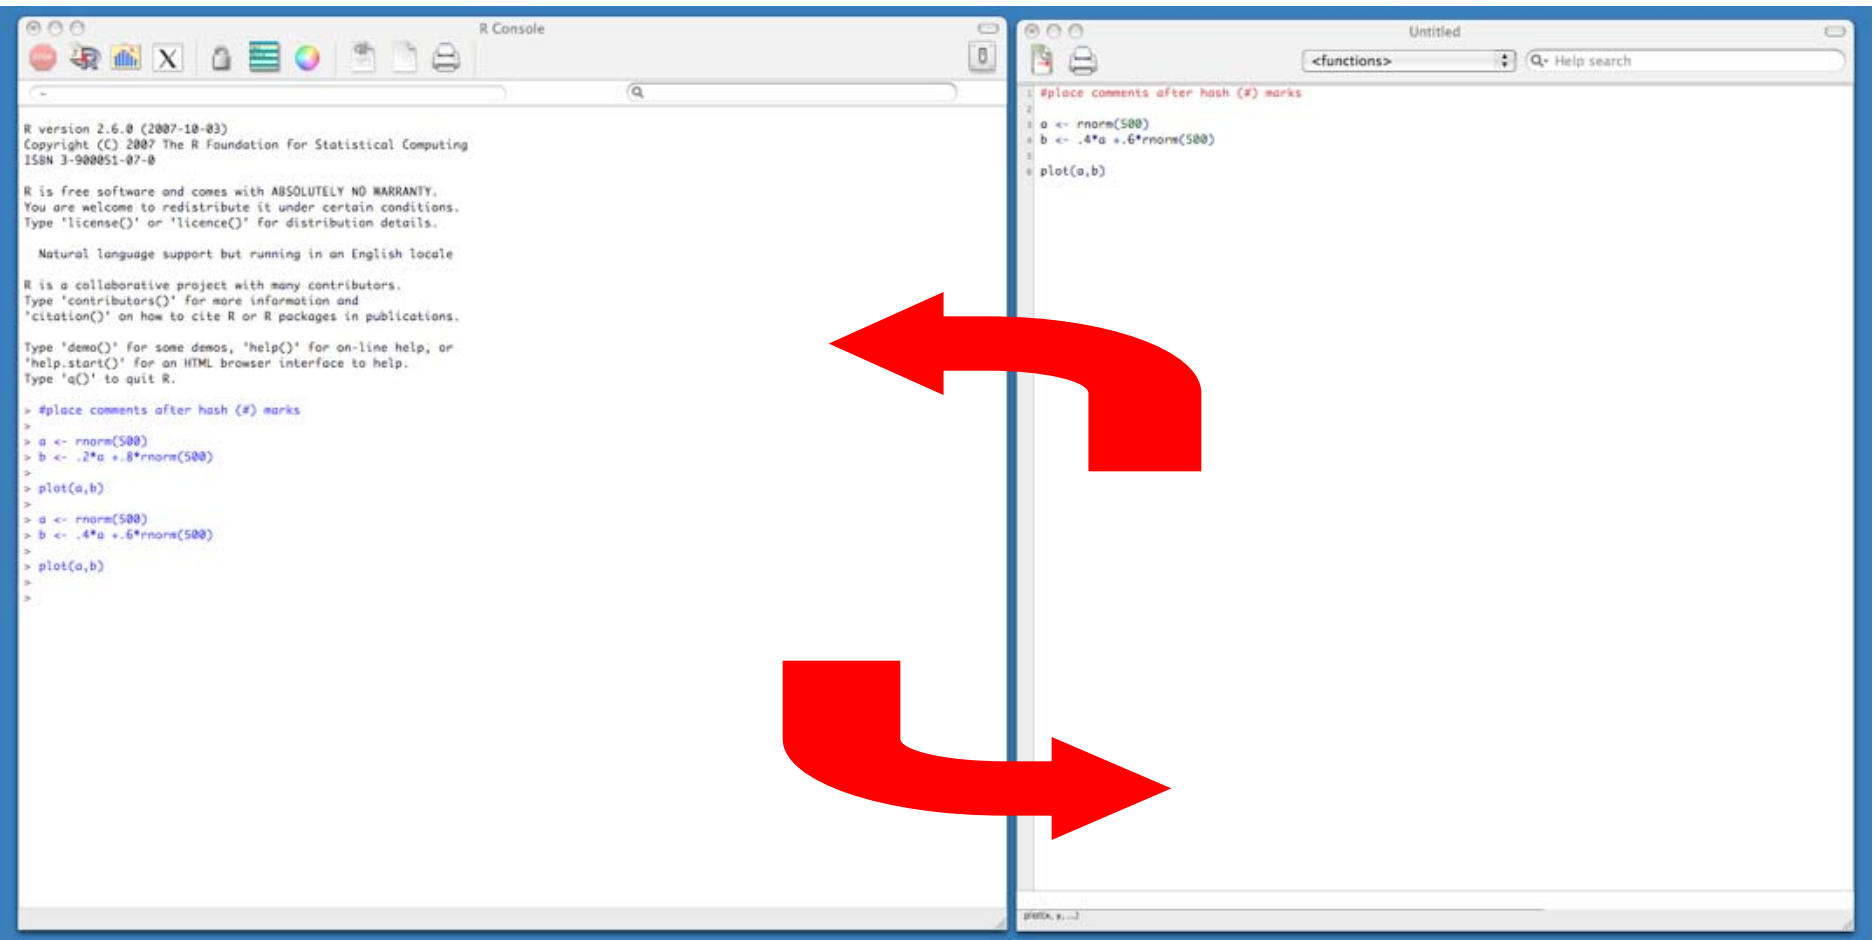 R Console
R version 2.6.0 (2007-10-03)
Copyright (C) 2007 The R Foundation for Statistical Computing
ISBN 3-900051-07-0
R is free software and comes with ABSOLUTELY NO WARRANTY.
You are welcome to redistribute it under certain conditions.
Type 'license()' or 'licence()' for distribution details.
Natural language support but running in an English locale
R is a collaborative project with many contributors.
Type 'contributors()' for more information and
'citation()' on how to cite R or R packages in publications.
Type 'demo()' for some demos, 'help()' for on-line help, or
'help.start()' for an HTML browser interface to help.
Type 'q()' to quit R.
> #place comments after hash (#) marks
>
> a <- rnorm(500)
> b <- .2*a +.8*rnorm(500)
>
> plot(a,b)
>
> a <- rnorm(500)
> b <- .4*a +.6*rnorm(500)
>
> plot(a,b)
>
>
Untitled
<functions>
Help search
1 #place comments after hash (#) marks
2
3 a <- rnorm(500)
4 b <- .4*a +.6*rnorm(500)
5
6 plot(a,b)
plot(x, y, ...)